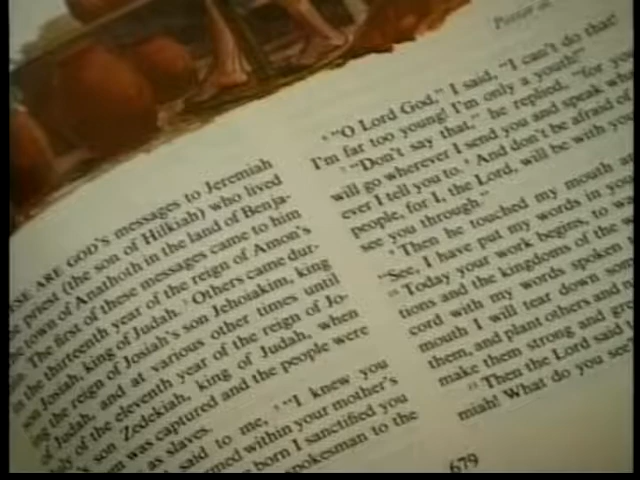 ESE ARE GOD'S messages to Jeremiah
priest (the son of Hilkiah) who lived
town of Anathoth in the land of Benja-
The first of these messages came to him
in the thirteenth year of the reign of Amon's
son Josiah, king of Judah. Others came dur-
ing the reign of Josiah's son Jehoiakim, king
of Judah, and at various other times until
of the eleventh year of the reign of Jo-
son Zedekiah, king of Judah, when
was captured and the people were
as slaves.
said to me, "I knew you
formed within your mother's
born I sanctified you
spokesman to the
"O Lord God," I said, "I can't do that!
I'm far too young! I'm only a youth!"
"Don't say that," he replied, "for you
will go wherever I send you and speak
ever I tell you to. And don't be afraid of
people, for I, the Lord, will be with you
see you through."
Then he touched my mouth
"See, I have put my words in
Today your work begins, to
tions and the kingdoms of the
cord with my words spoken
mouth I will tear down some
them, and plant others and
make them strong and
Then the Lord said
miah! What do you see
679